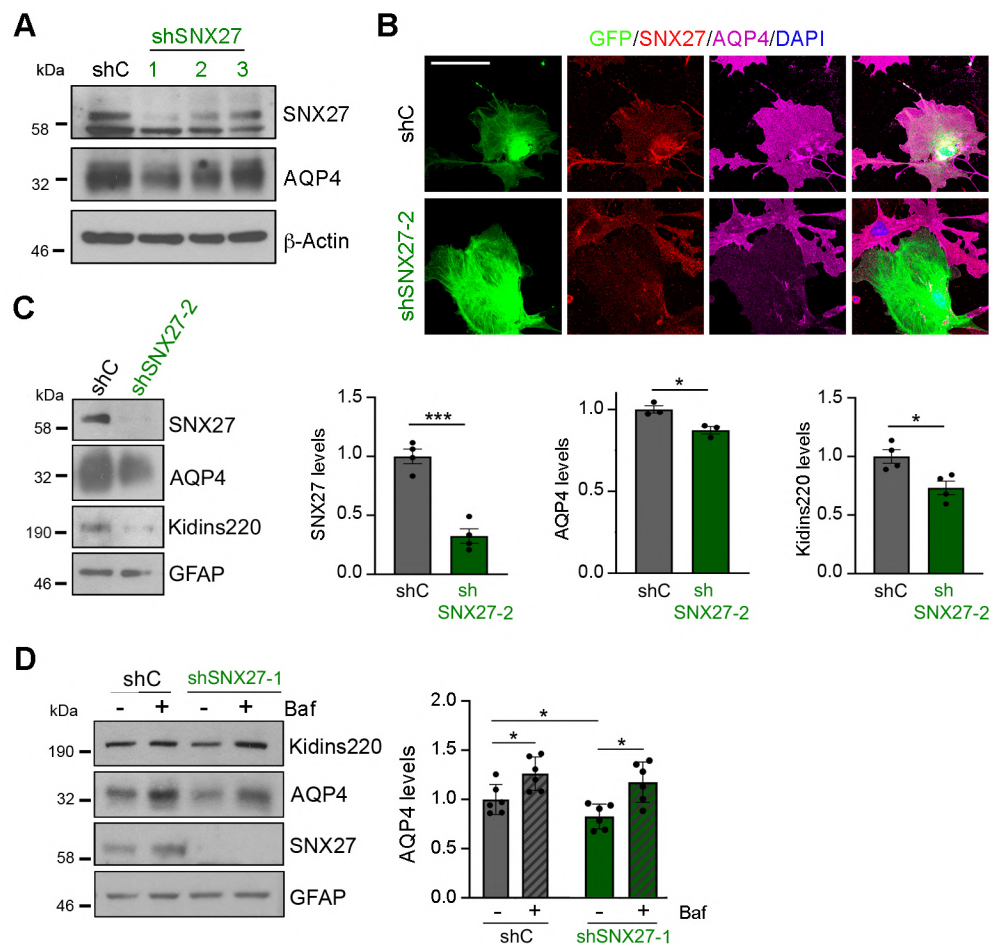 A
shSNX27
kDa
shC
1
2
3
58
SNX27
32
AQP4
46
β-Actin
B
GFP/SNX27/AQP4/DAPI
shC
shSNX27-2
C
kDa
shC
shSNX27-2
58
SNX27
32
AQP4
190
Kidins220
46
GFAP
SNX27 levels
1.5
1.0
0.5
0.0
***
shC
sh
SNX27-2
AQP4 levels
1.0
0.5
0.0
*
shC
sh
SNX27-2
Kidins220 levels
1.5
1.0
0.5
0.0
*
shC
sh
SNX27-2
D
shC
shSNX27-1
kDa
- + - + Baf
190
Kidins220
32
AQP4
58
SNX27
46
GFAP
AQP4 levels
2.0
1.5
1.0
0.5
0.0
*
*
*
- + - + Baf
shC
shSNX27-1